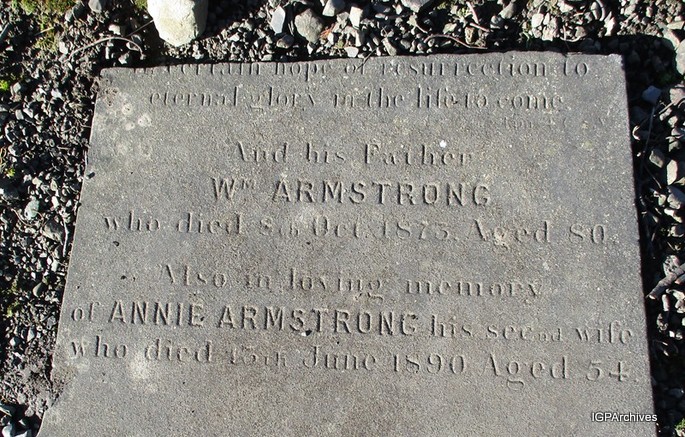 certain hope of resurrection to
eternal glory in the life to come
And his Father
Wm ARMSTRONG
who died 8th Oct. 1875. Aged 80.
Also in loving memory
of ANNIE ARMSTRONG his second wife
who died 15th June 1890 Aged 54.
IGPArchives